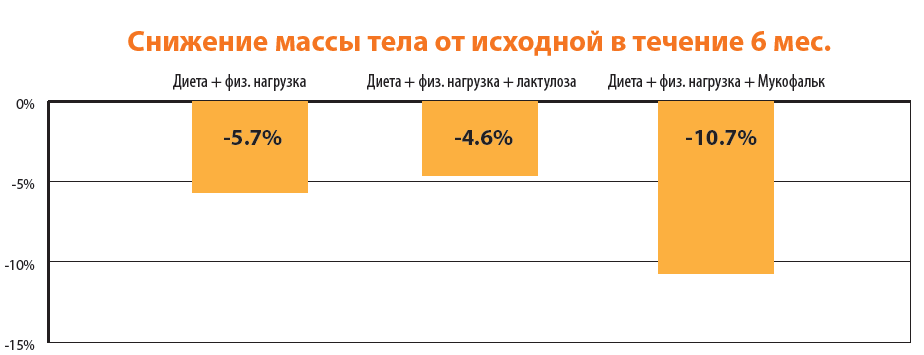 Снижение массы тела от исходной в течение 6 мес.
Диета + физ. нагрузка Диета + физ. нагрузка + лактулоза Диета + физ. нагрузка + Мукофальк
0%
-5.7% -4.6% -10.7%
-5%
-10%
-15%